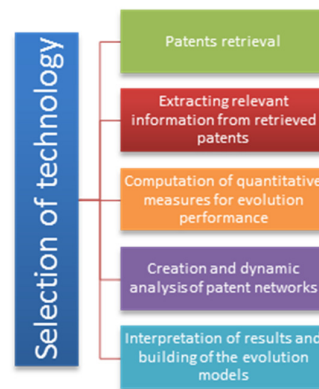 Selection of technology
Patents retrieval
Extracting relevant
information from retrieved
patents
Computation of quantitative
measures for evolution
performance
Creation and dynamic
analysis of patent networks
Interpretation of results and
building of the evolution
models